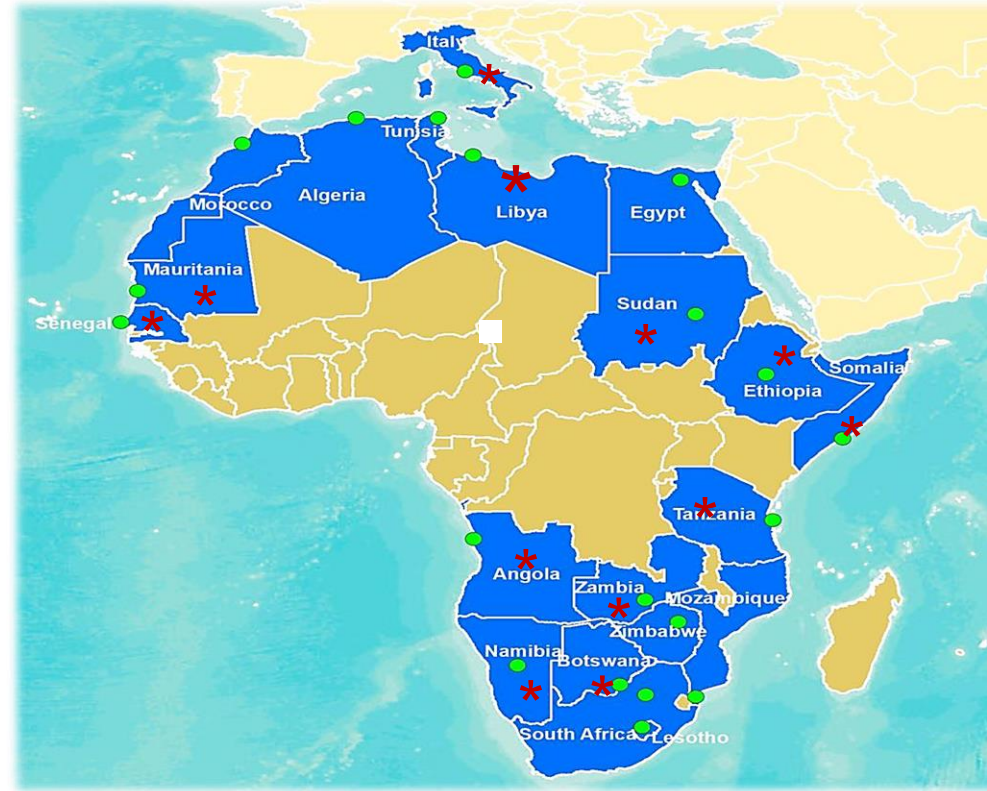 Italy
Tunisia
Algeria
Morocco
Libya
Egypt
Mauritania
Senegal
Sudan
Somalia
Ethiopia
Tanzania
Angola
Zambia
Mozambique
Zimbabwe
Namibia
Botswana
South Africa
Lesotho